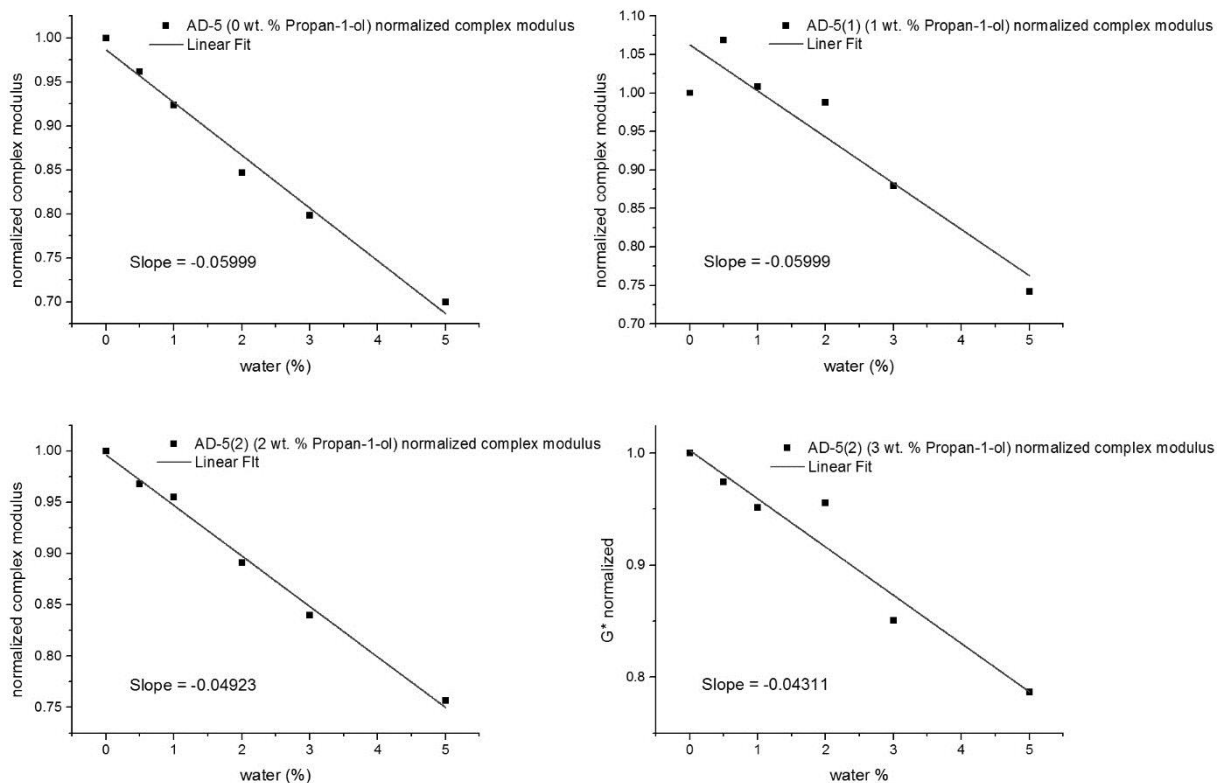 AD-5 (0 wt. % Propan-1-ol) normalized complex modulus
Linear Fit
normalized complex modulus
1.00
0.95
0.90
0.85
0.80
0.75
0.70
Slope = -0.05999
0 1 2 3 4 5
water (%)
AD-5(1) (1 wt. % Propan-1-ol) normalized complex modulus
Liner Fit
normalized complex modulus
1.10
1.05
1.00
0.95
0.90
0.85
0.80
0.75
0.70
Slope = -0.05999
0 1 2 3 4 5
water (%)
AD-5(2) (2 wt. % Propan-1-ol) normalized complex modulus
Linear FIt
normalized complex modulus
1.00
0.95
0.90
0.85
0.80
0.75
Slope = -0.04923
0 1 2 3 4 5
water (%)
AD-5(2) (3 wt. % Propan-1-ol) normalized complex modulus
Linear Fit
G* normalized
1.0
0.9
0.8
Slope = -0.04311
0 1 2 3 4 5
water %